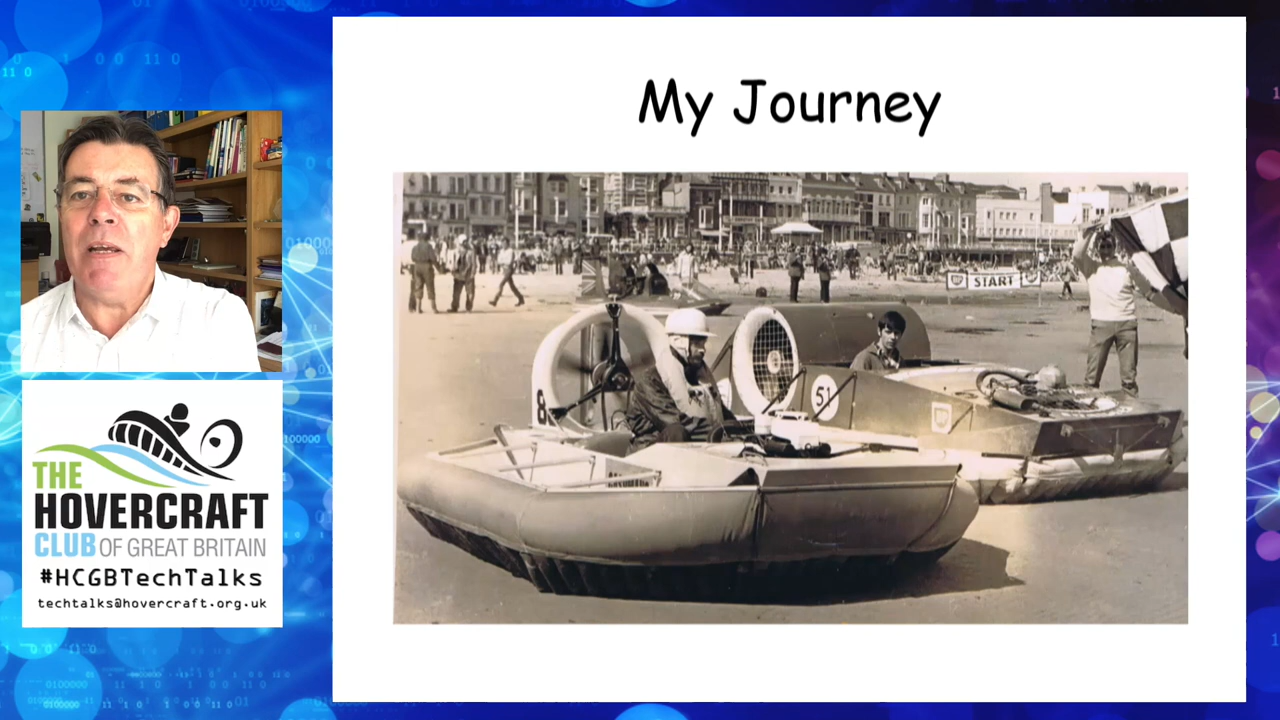 My Journey
START
8
51
THE
HOVERCRAFT
CLUB OF GREAT BRITAIN
#HCGBTechTalks
techtalks@hovercraft.org.uk